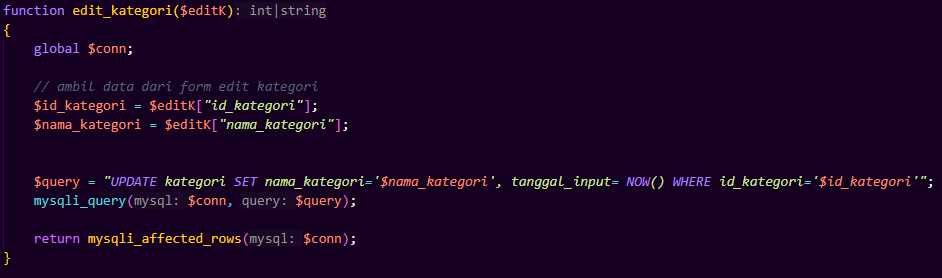 function edit_kategori($editK): int|string
{
global $conn;
// ambil data dari form edit kategori
$id_kategori = $editK["id_kategori"];
$nama_kategori = $editK["nama_kategori"];
$query = "UPDATE kategori SET nama_kategori='$nama_kategori', tanggal_input= NOW() WHERE id_kategori='$id_kategori'";
mysqli_query(mysql: $conn, query: $query);
return mysqli_affected_rows(mysql: $conn);
}